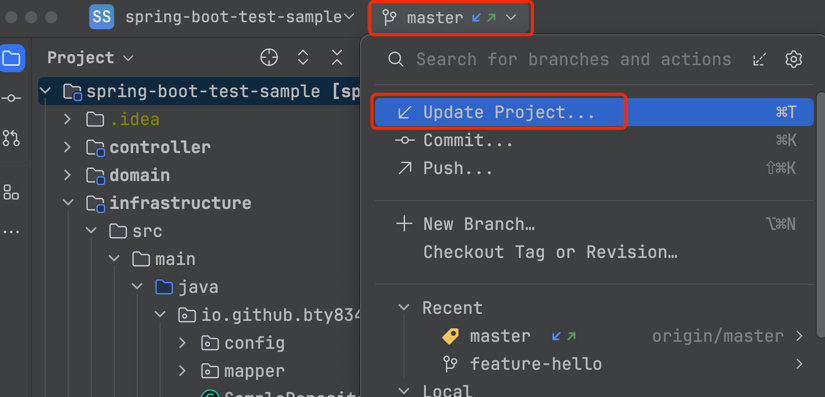 SS spring-boot-test-sample master
Project
Search for branches and actions
spring-boot-test-sample [sp
.idea
Update Project... ⌘T
Commit... ⌘K
controller
Push... ⇧⌘K
domain
infrastructure
New Branch… ⌥⌘N
src
Checkout Tag or Revision…
main
java
Recent
io.github.bty834
master origin/master
config
feature-hello
mapper
Local